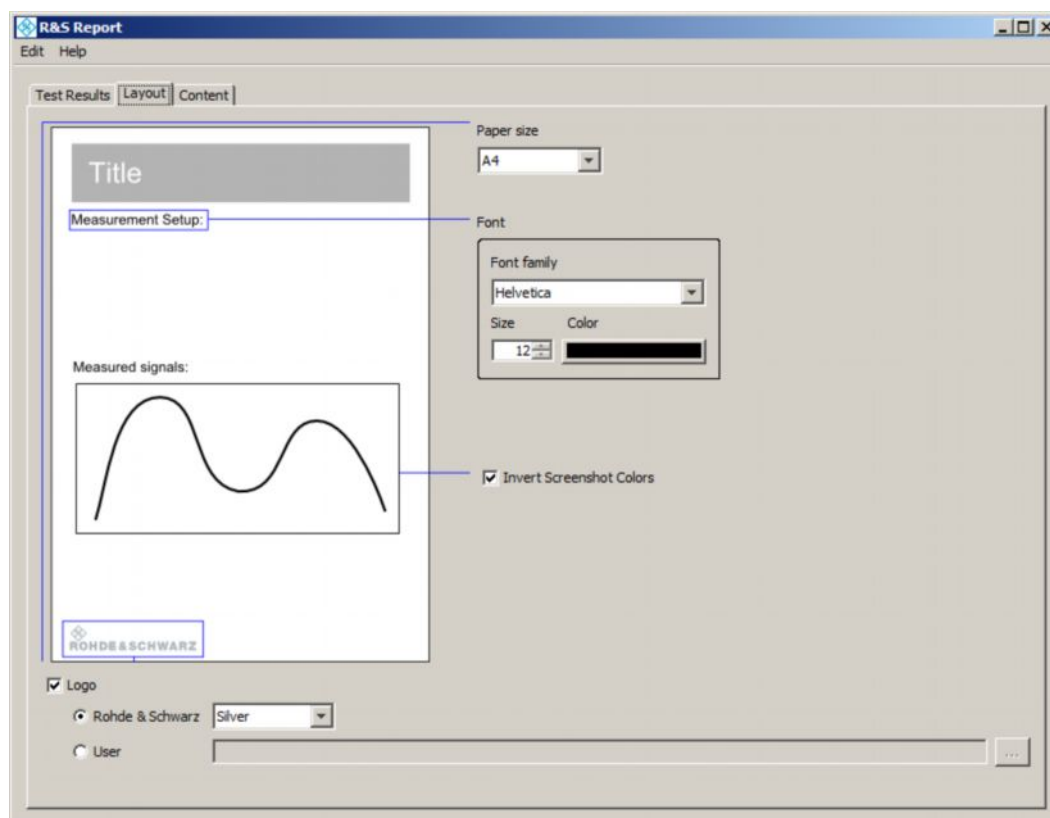 R&S Report
Edit Help
Test Results Layout Content
Paper size
A4
Title
Measurement Setup:
Font
Font family
Helvetica
Size Color
12
Measured signals:
Invert Screenshot Colors
ROHDE&SCHWARZ
Logo
Rohde & Schwarz Silver
User
...